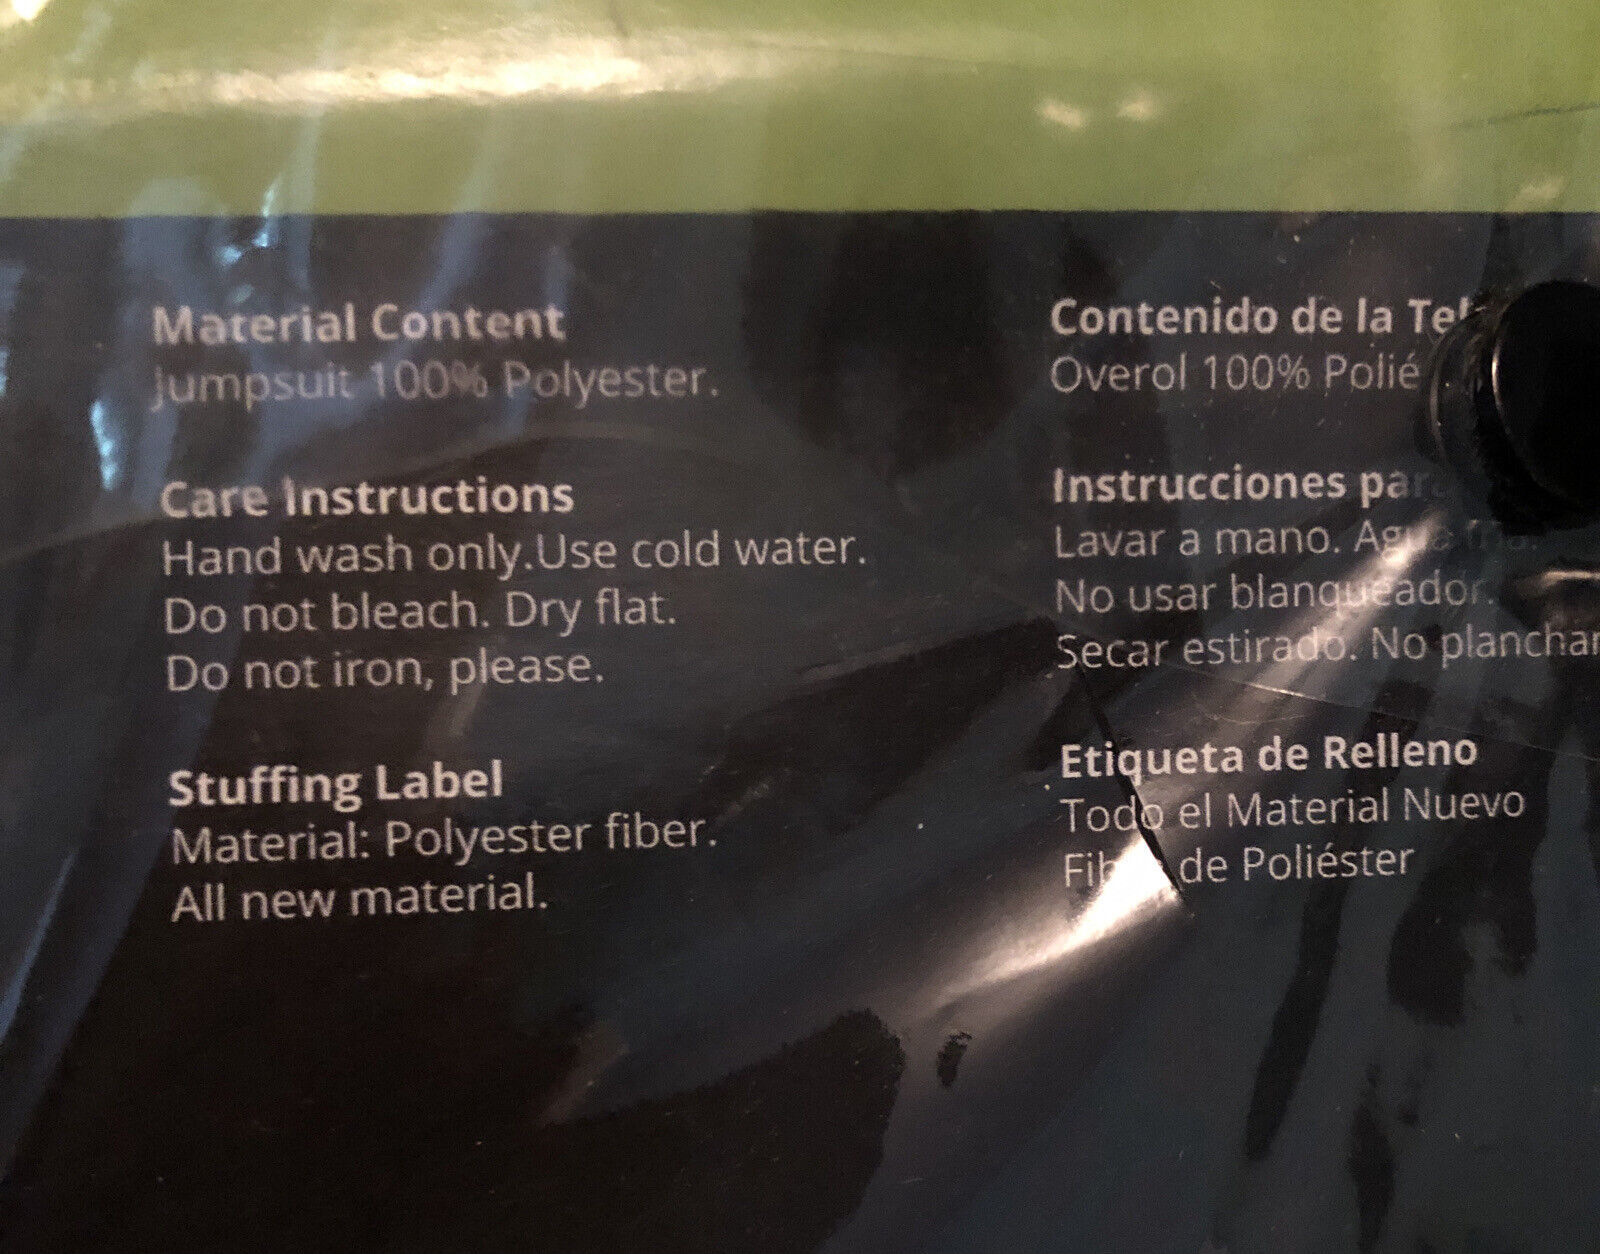 Material Content
Jumpsuit 100% Polyester.
Care Instructions
Hand wash only.Use cold water.
Do not bleach. Dry flat.
Do not iron, please.
Stuffing Label
Material: Polyester fiber.
All new material.
Contenido de la
Overol 100%
Instrucciones
Lavar a mano.
No usar blanqueador.
Secar estirado. No planchar
Etiqueta de Relleno
Todo el Material Nuevo
de Poliéster